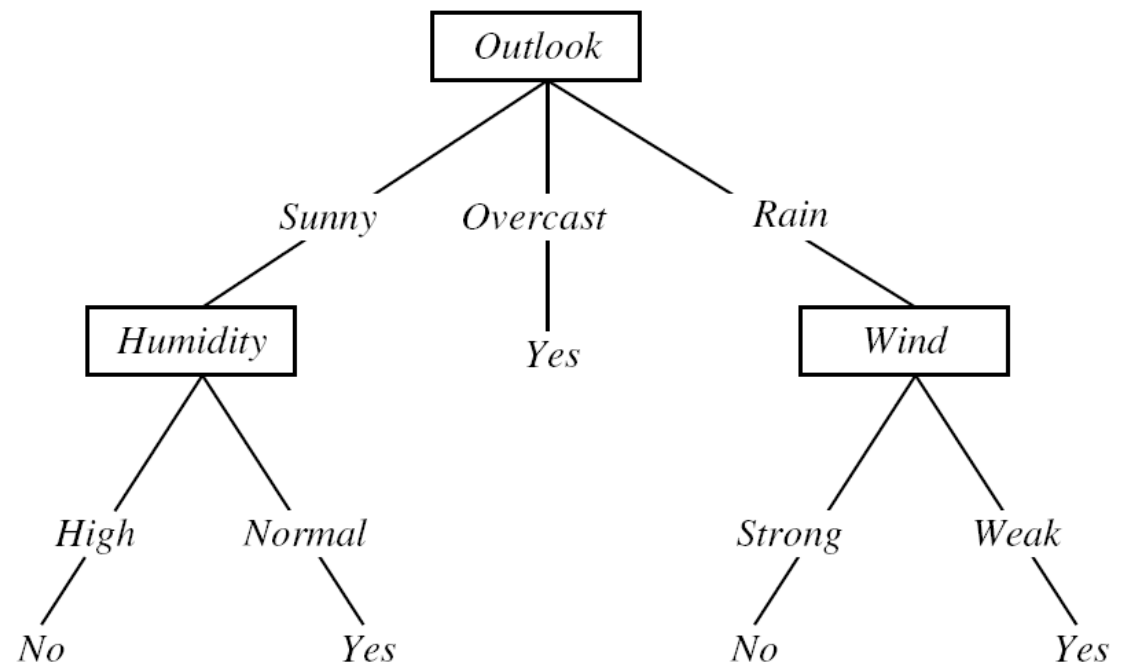 Outlook
Sunny Overcast Rain
Humidity Yes Wind
High Normal Strong Weak
No Yes No Yes